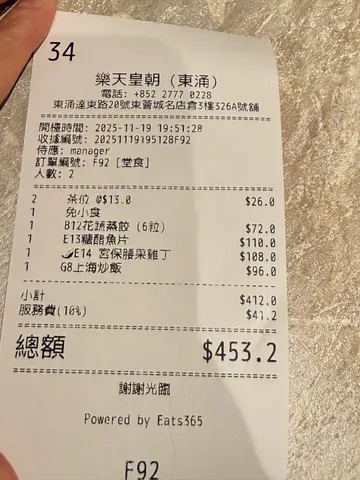 34
樂天皇朝 (東涌)
電話: +852 2777 0228
東涌達東路20號東薈城名店倉3樓326A號舖
開檯時間: 2025-11-19 19:51:28
收據編號: 20251119195128F92
侍應: manager
訂單編號: F92 [堂食]
人數: 2
2 茶位 @$13.0 $26.0
1 免小食
1 B12花蔬蒸餃 (6粒) $72.0
1 E13糖醋魚片 $110.0
1 🌶E14 宮保腰果雞丁 $108.0
1 G8上海炒飯 $96.0
小計 $412.0
服務費(10%) $41.2
總額 $453.2
謝謝光臨
Powered by Eats365
F92